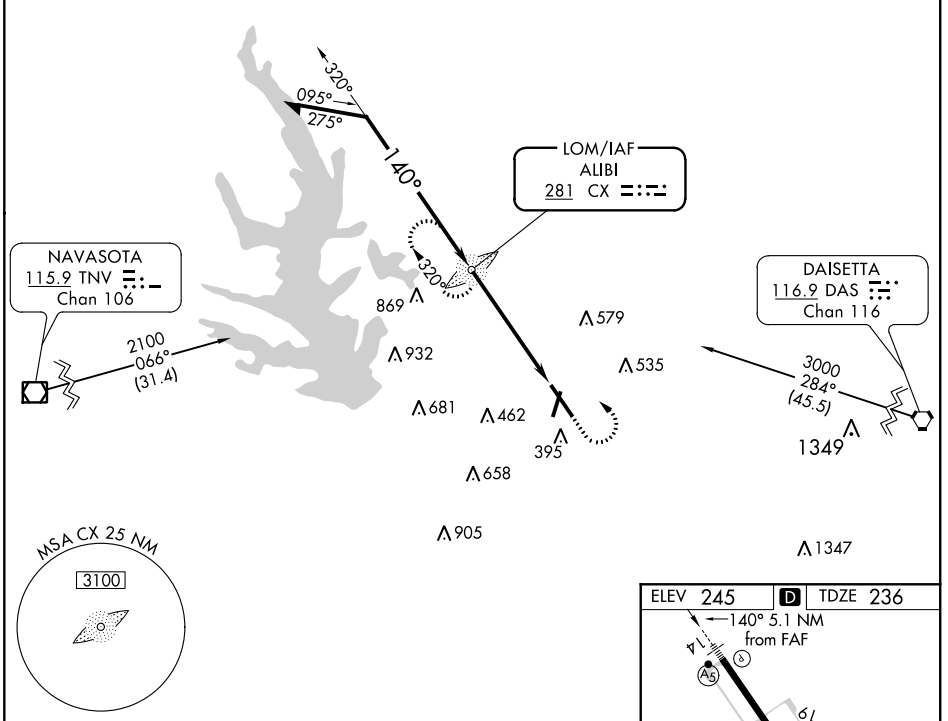 320°
095°
275°
140°
LOM/IAF
ALIBI
281 CX
320°
NAVASOTA
115.9 TNV
Chan 106
DAISETTA
116.9 DAS
Chan 116
869
579
2100
066°
(31.4)
932
535
3000
284°
(45.5)
681
462
395
1349
658
905
1347
MSA CX 25 NM
3100
ELEV 245 D TDZE 236
140° 5.1 NM
from FAF
14
P
A5
19